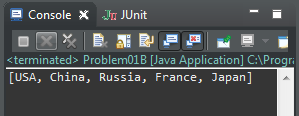 Console JUnit
<terminated> Problem01B [Java Application] C:\Progra
[USA, China, Russia, France, Japan]